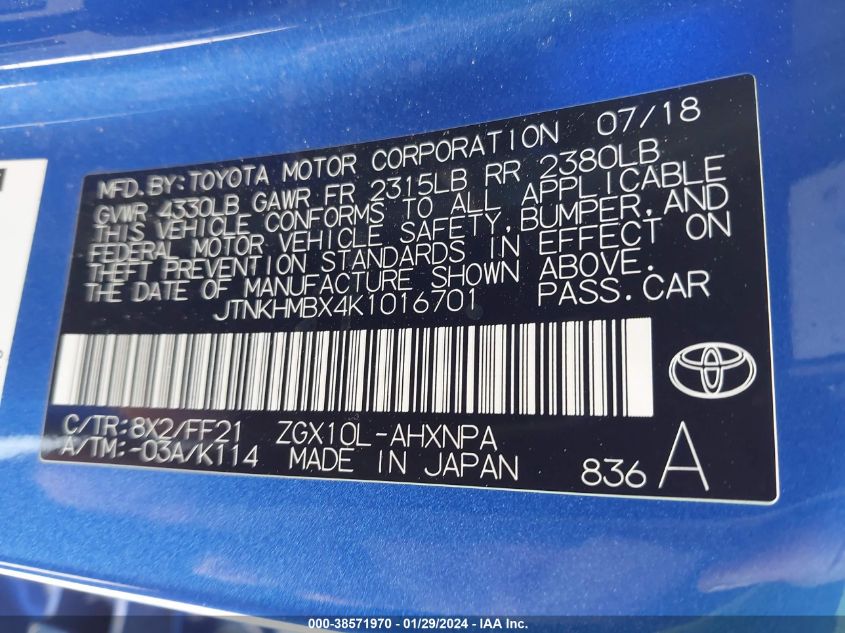 MFD. BY: TOYOTA MOTOR CORPORATION 07/18
GVWR 4330LB GAWR FR 2315LB RR 2380LB
THIS VEHICLE CONFORMS TO ALL APPLICABLE
FEDERAL MOTOR VEHICLE SAFETY, BUMPER, AND
THEFT PREVENTION STANDARDS IN EFFECT ON
THE DATE OF MANUFACTURE SHOWN ABOVE.
JTNKHMBX4K1016701 PASS. CAR
C/TR: 8X2/FF21 ZGX10L-AHXNPA
A/TM: -03A/K114 MADE IN JAPAN 836 A
000-38571970 | 01/29/2024 - IAA Inc.